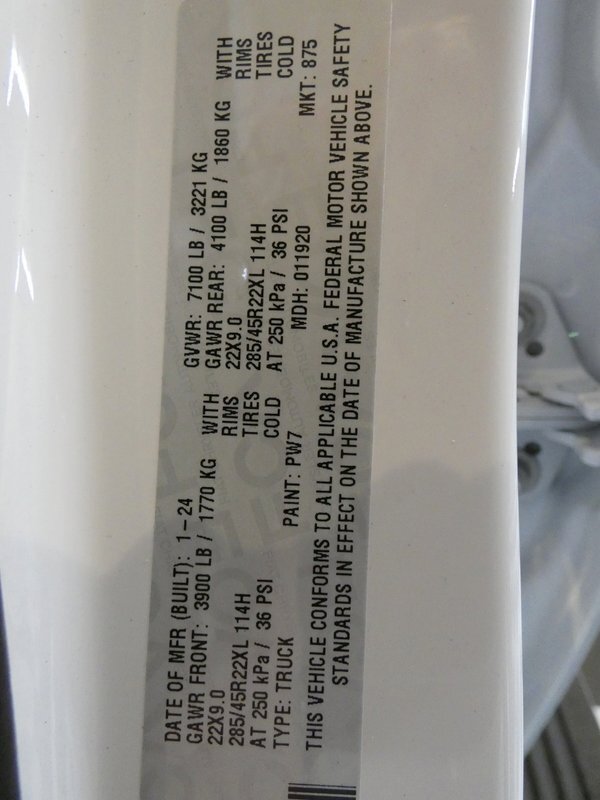 DATE OF MFR (BUILT): 1-24 GVWR: 7100 LB / 3221 KG
GAWR FRONT: 3900 LB / 1770 KG WITH GAWR REAR: 4100 LB / 1860 KG WITH
22X9.0 RIMS 22X9.0 RIMS
285/45R22XL 114H TIRES 285/45R22XL 114H TIRES
AT 250 kPa / 36 PSI COLD AT 250 kPa / 36 PSI COLD
TYPE: TRUCK PAINT: PW7 MDH: 011920 MKT: 875
THIS VEHICLE CONFORMS TO ALL APPLICABLE U.S.A. FEDERAL MOTOR VEHICLE SAFETY
STANDARDS IN EFFECT ON THE DATE OF MANUFACTURE SHOWN ABOVE.